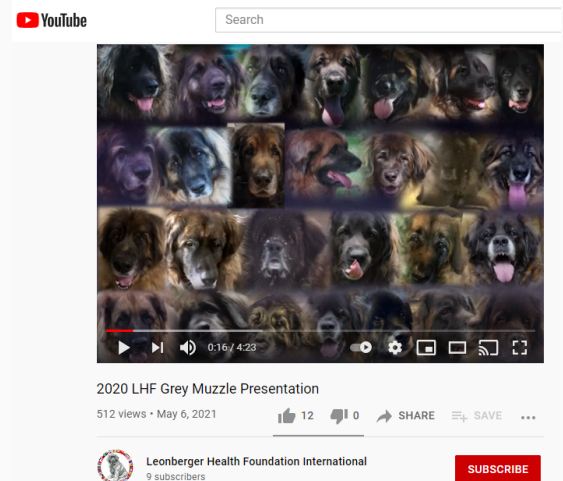 YouTube
Search
0:16 / 4:23
2020 LHF Grey Muzzle Presentation
512 views • May 6, 2021
12
0
SHARE
SAVE
Leonberger Health Foundation International
9 subscribers
SUBSCRIBE